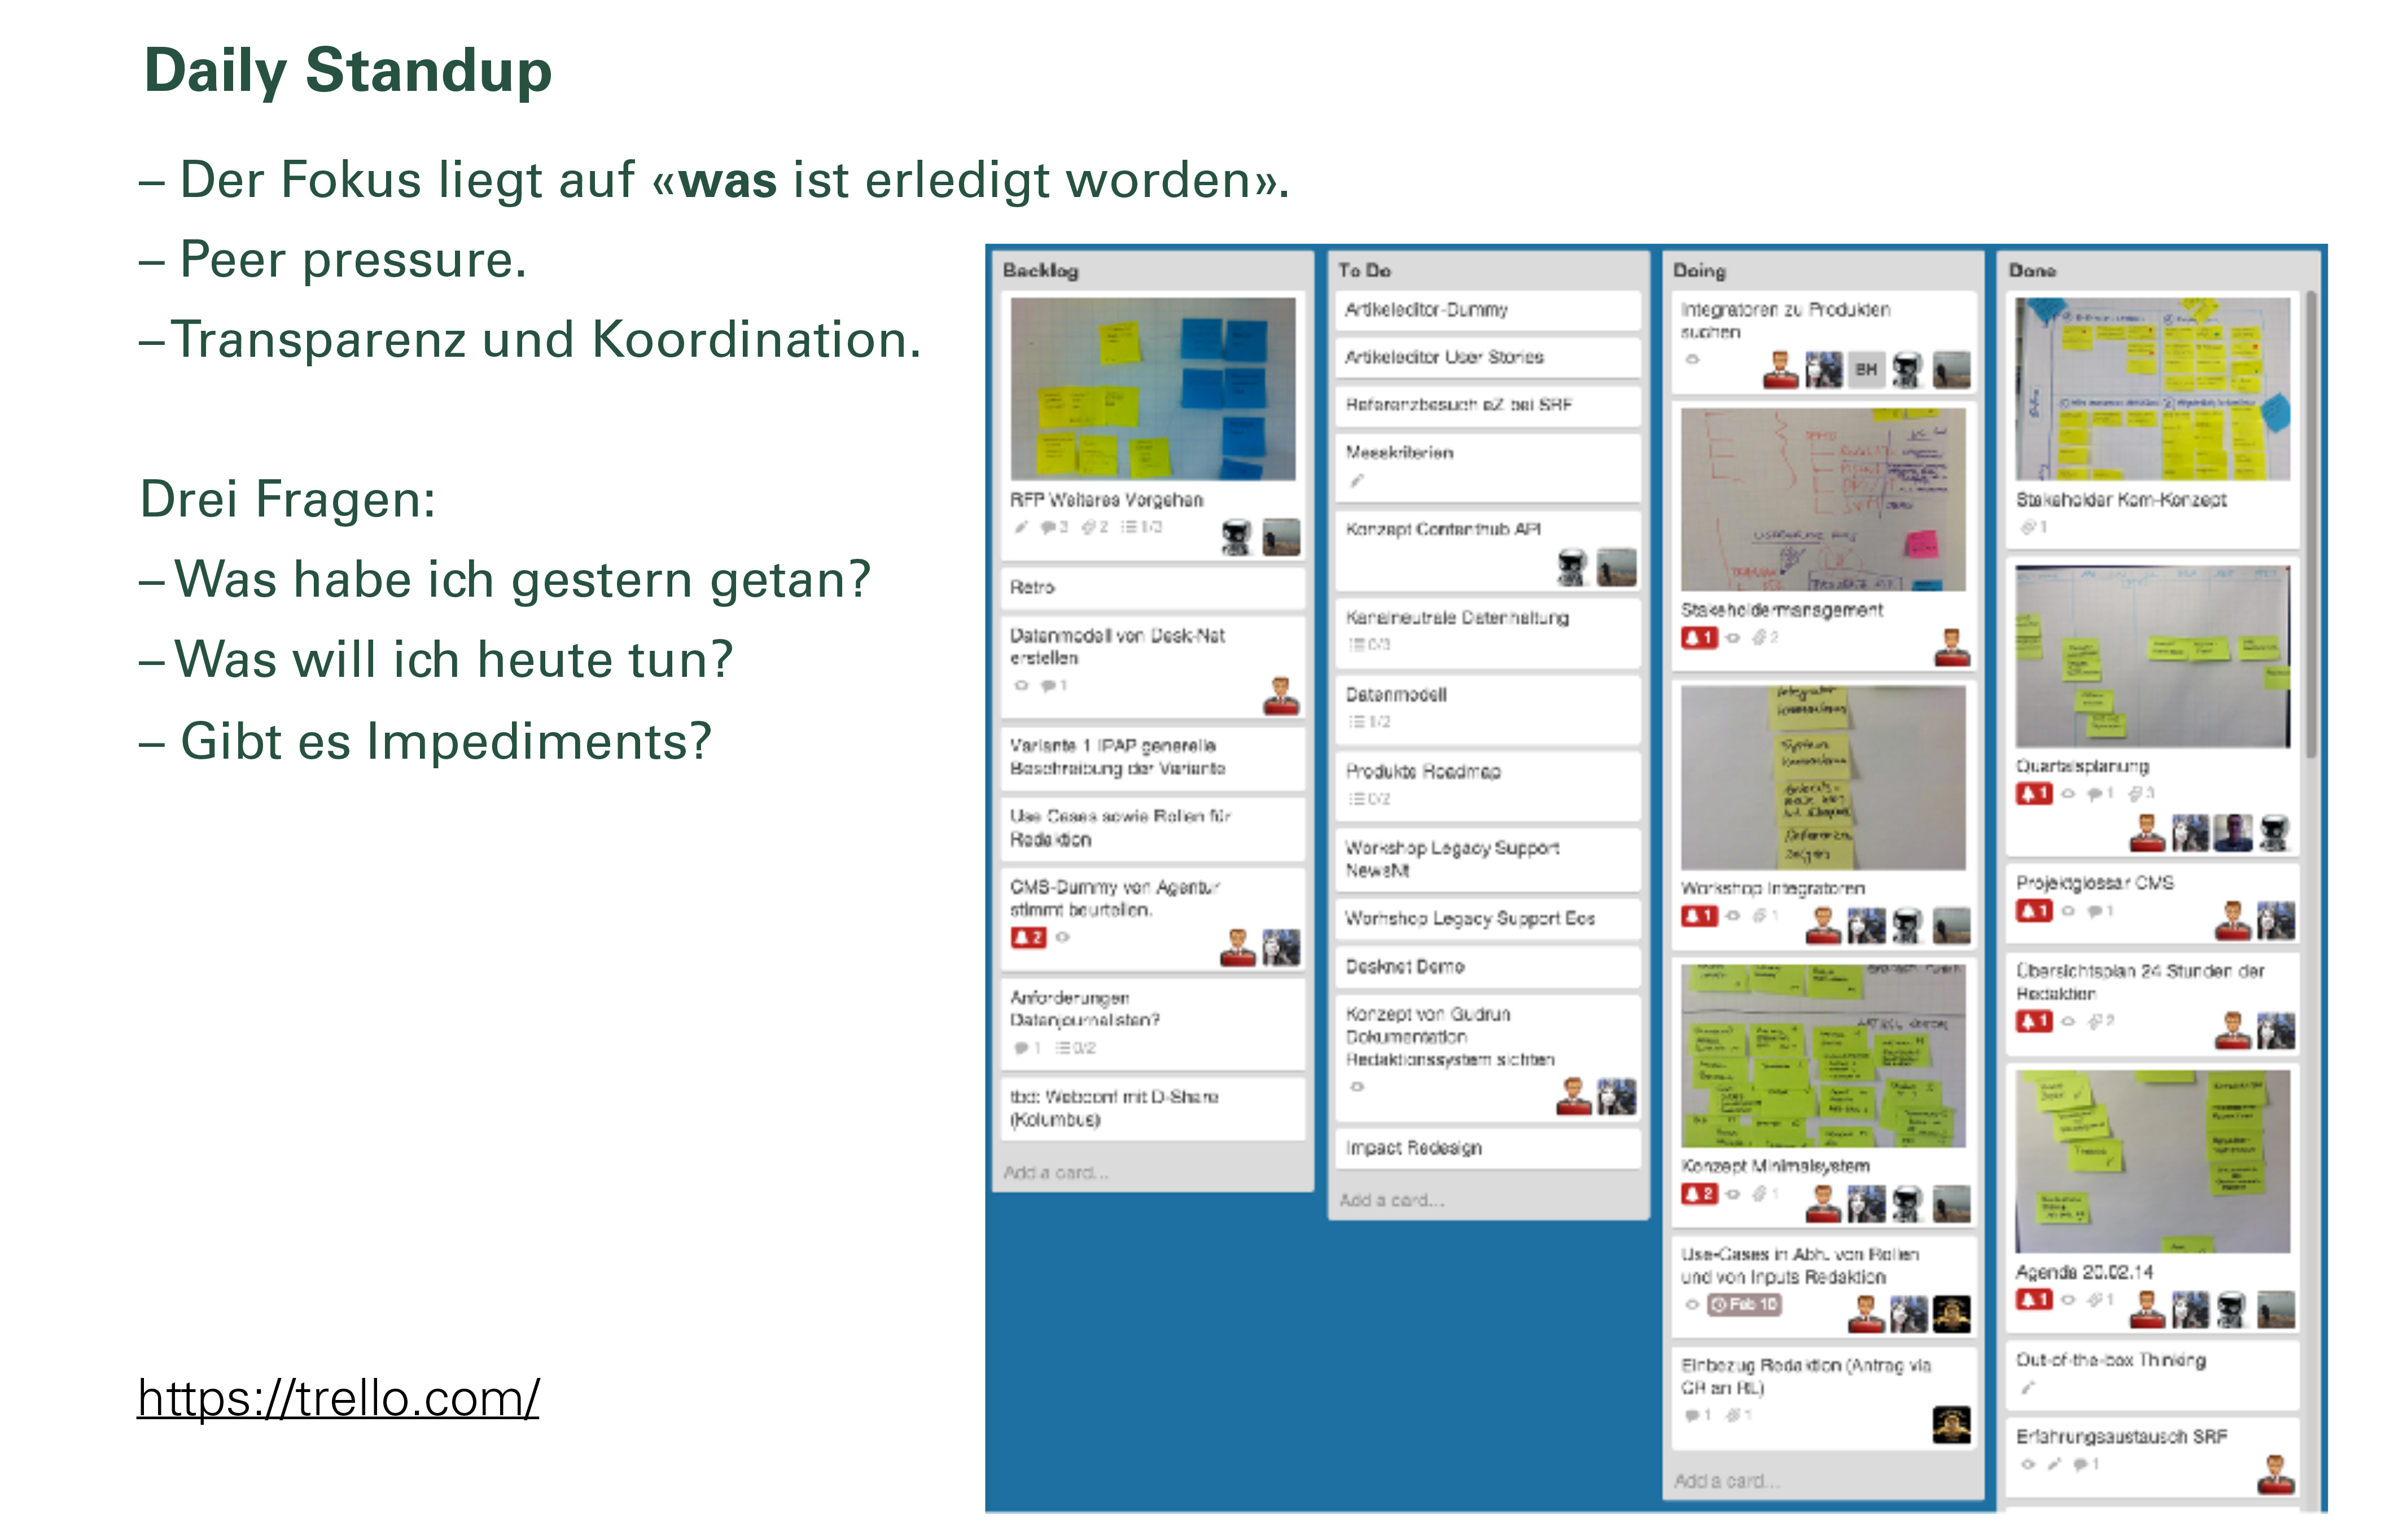 Daily Standup
– Der Fokus liegt auf «was ist erledigt worden».
– Peer pressure.
– Transparenz und Koordination.
Drei Fragen:
– Was habe ich gestern getan?
– Was will ich heute tun?
– Gibt es Impediments?
https://trello.com/
Backlog
RFP Weiteres Vorgehen
3 2 1/3
Retro
Datenmodell von Desk-Net
erstellen
1
Variante 1 IPAP generelle
Beschreibung der Variante
Use Cases sowie Rollen für
Redaktion
CMS-Dummy von Agentur
stimmt beurteilen.
2
Anforderungen
Datenjournalisten?
1 0/2
tbd: Webconf mit D-Share
(Kolumbus)
Add a card...
To Do
Artikeleditor-Dummy
Artikeleditor User Stories
Referenzbesuch eZ bei SRF
Messkriterien
Konzept Contenthub API
Kanalneutrale Datenhaltung
0/3
Datenmodell
1/2
Produkte Roadmap
0/2
Workshop Legacy Support
NewsNt
Worhshop Legacy Support Eos
Desknet Demo
Konzept von Gudrun
Dokumentation
Redaktionssystem sichten
Impact Redesign
Add a card...
Doing
Integratoren zu Produkten
suchen
BH
Stakeholdermanagement
1 2
Workshop Integratoren
1 1
Konzept Minimalsystem
2 1
Use-Cases in Abh. von Rollen
und von Inputs Redaktion
Feb 10
Einbezug Redaktion (Antrag via
CR an RL)
1 1
Add a card...
Done
Stakeholder Kom-Konzept
1
Quartalsplanung
1 1 3
Projektglossar CMS
1 1
Übersichtsplan 24 Stunden der
Redaktion
1 2
Agenda 20.02.14
1 1
Out-of-the-box Thinking
Erfahrungsaustausch SRF
1